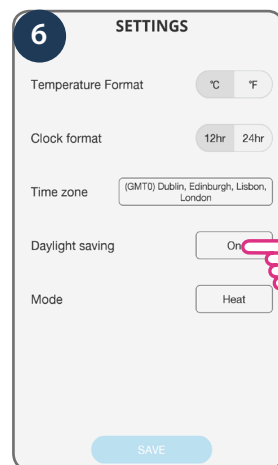 6
SETTINGS
Temperature Format
°C °F
Clock format
12hr 24hr
Time zone
(GMT0) Dublin, Edinburgh, Lisbon,
London
Daylight saving
On
Mode
Heat
SAVE